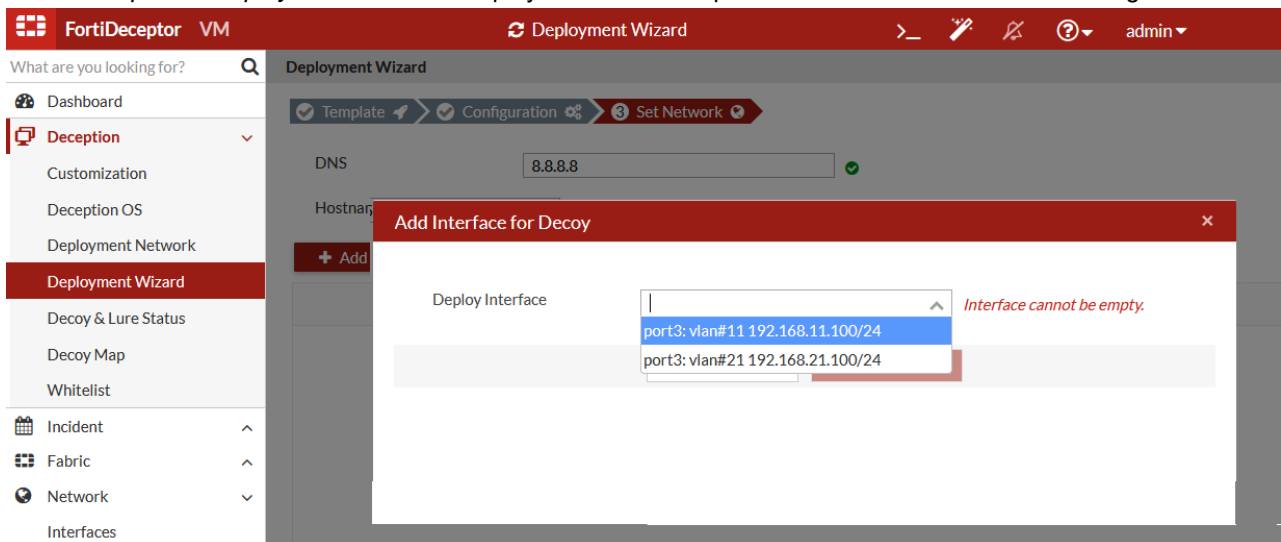 FortiDeceptor VM
Deployment Wizard
>_
admin
What are you looking for?
Deployment Wizard
Dashboard
Template
Configuration
3 Set Network
Deception
DNS
8.8.8.8
Customization
Deception OS
Hostnam
Add Interface for Decoy
×
Deployment Network
+ Add
Deployment Wizard
Deploy Interface
Interface cannot be empty.
Decoy & Lure Status
port3: vlan#11 192.168.11.100/24
Decoy Map
port3: vlan#21 192.168.21.100/24
Whitelist
Incident
Fabric
Network
Interfaces